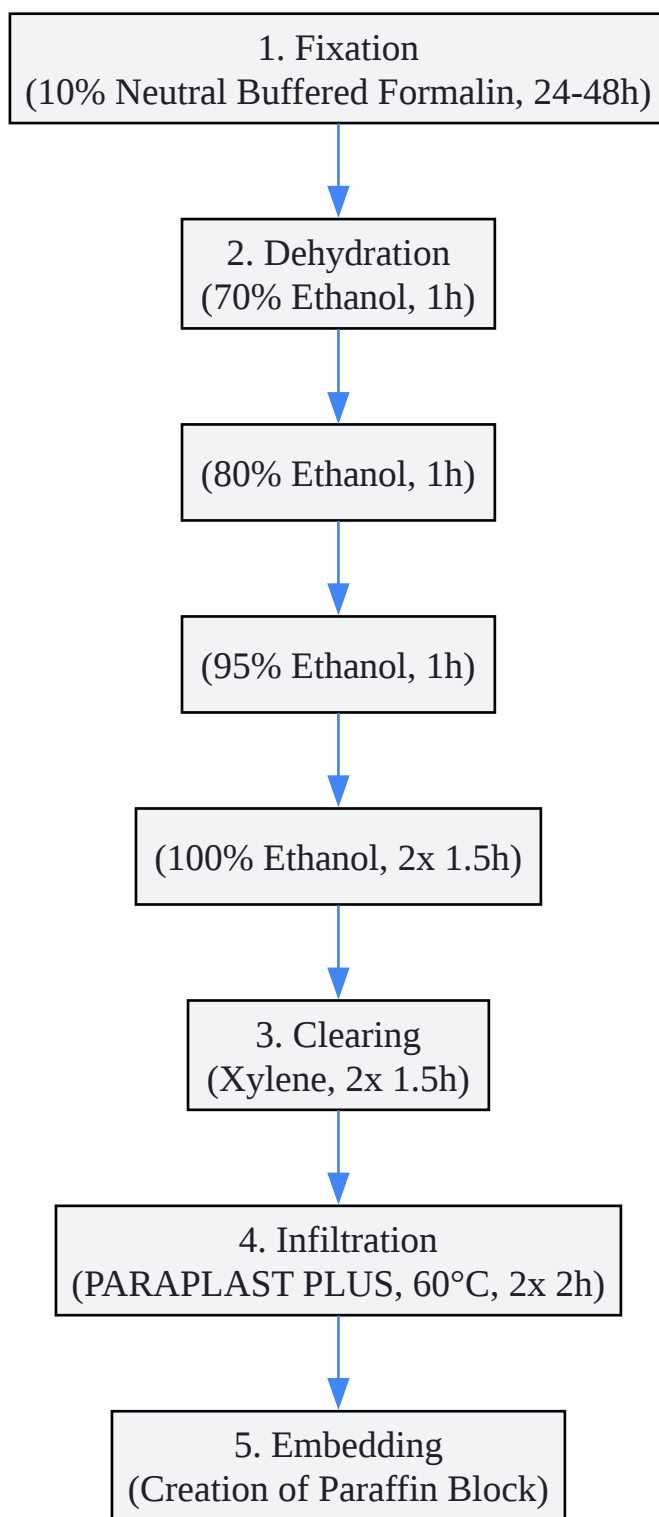 1. Fixation
(10% Neutral Buffered Formalin, 24-48h)
2. Dehydration
(70% Ethanol, 1h)
(80% Ethanol, 1h)
(95% Ethanol, 1h)
(100% Ethanol, 2x 1.5h)
3. Clearing
(Xylene, 2x 1.5h)
4. Infiltration
(PARAPLAST PLUS, 60°C, 2x 2h)
5. Embedding
(Creation of Paraffin Block)